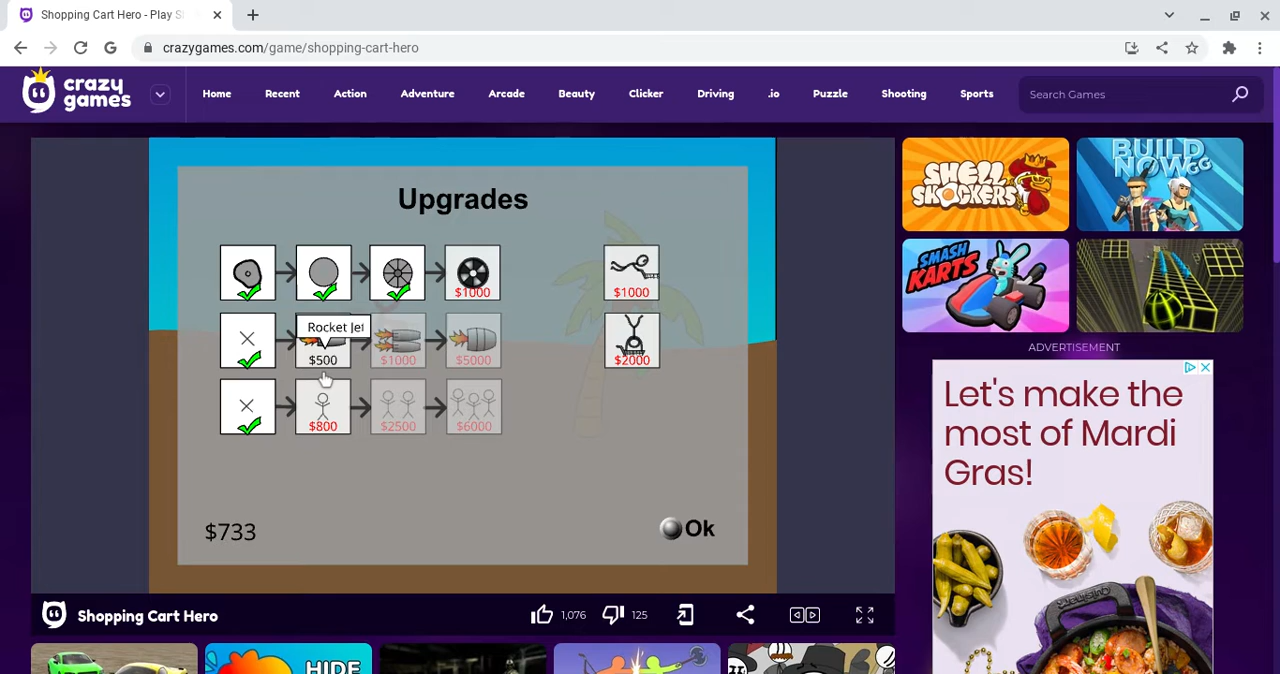 Shopping Cart Hero - Play S
crazygames.com/game/shopping-cart-hero
crazy
games
Home
Recent
Action
Adventure
Arcade
Beauty
Clicker
Driving
.io
Puzzle
Shooting
Sports
Search Games
Upgrades
$1000
$1000
Rocket Je
$500
$1000
$5000
$2000
$800
$2500
$6000
$733
Ok
SHELL
SHOCKERS
BUILD
NOW GG
SMASH
KARTS
ADVERTISEMENT
Let's make the
most of Mardi
Gras!
Shopping Cart Hero
1,076
125
HIDE